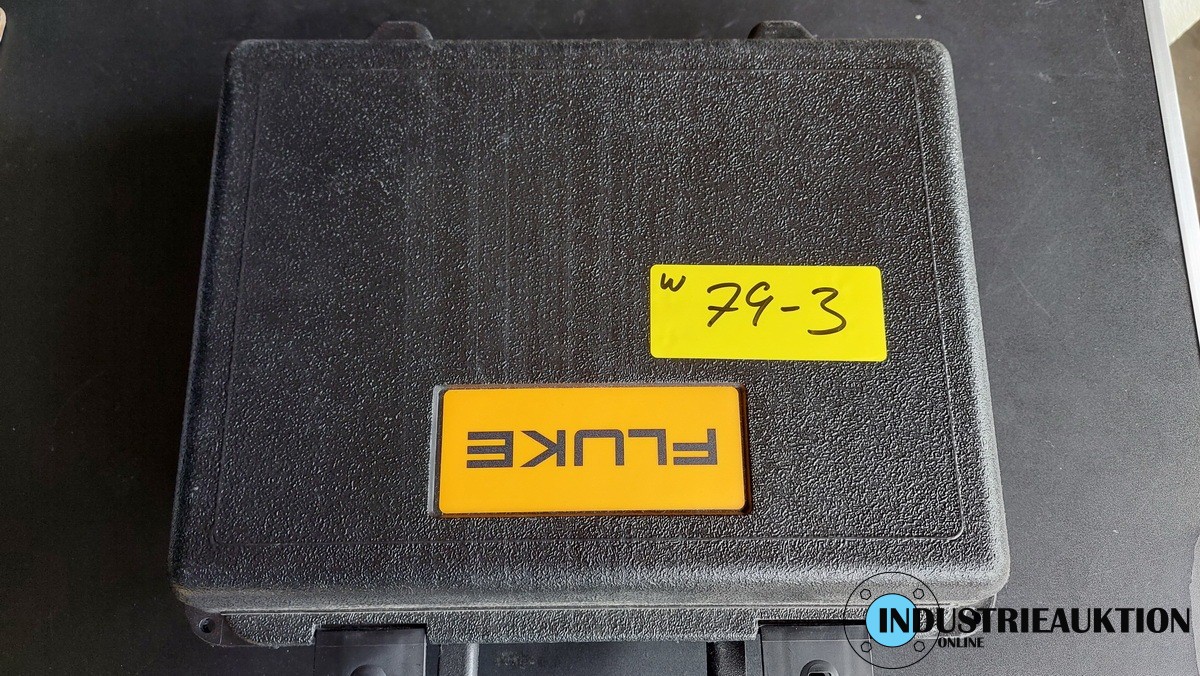 W 79-3
FLUKE
INDUSTRIEAUKTION
ONLINE